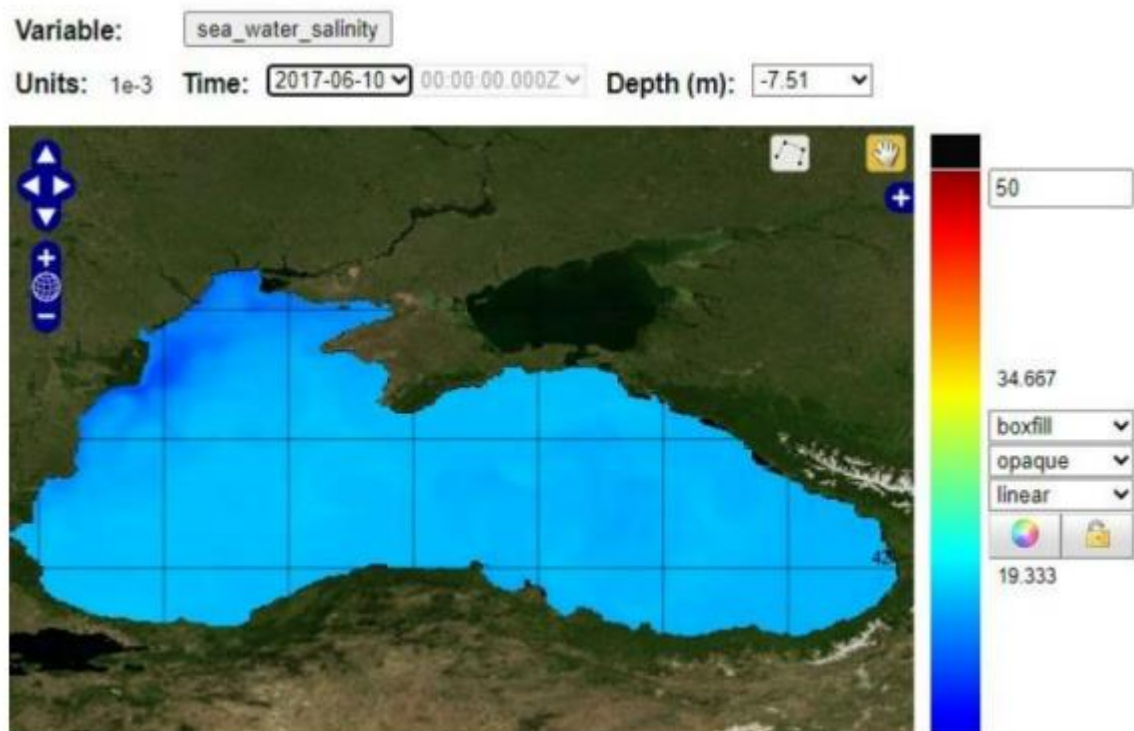 Variable: sea_water_salinity
Units: 1e-3 Time: 2017-06-10 00:00:00.000Z Depth (m): -7.51
50
34.667
boxfill
opaque
linear
19.333